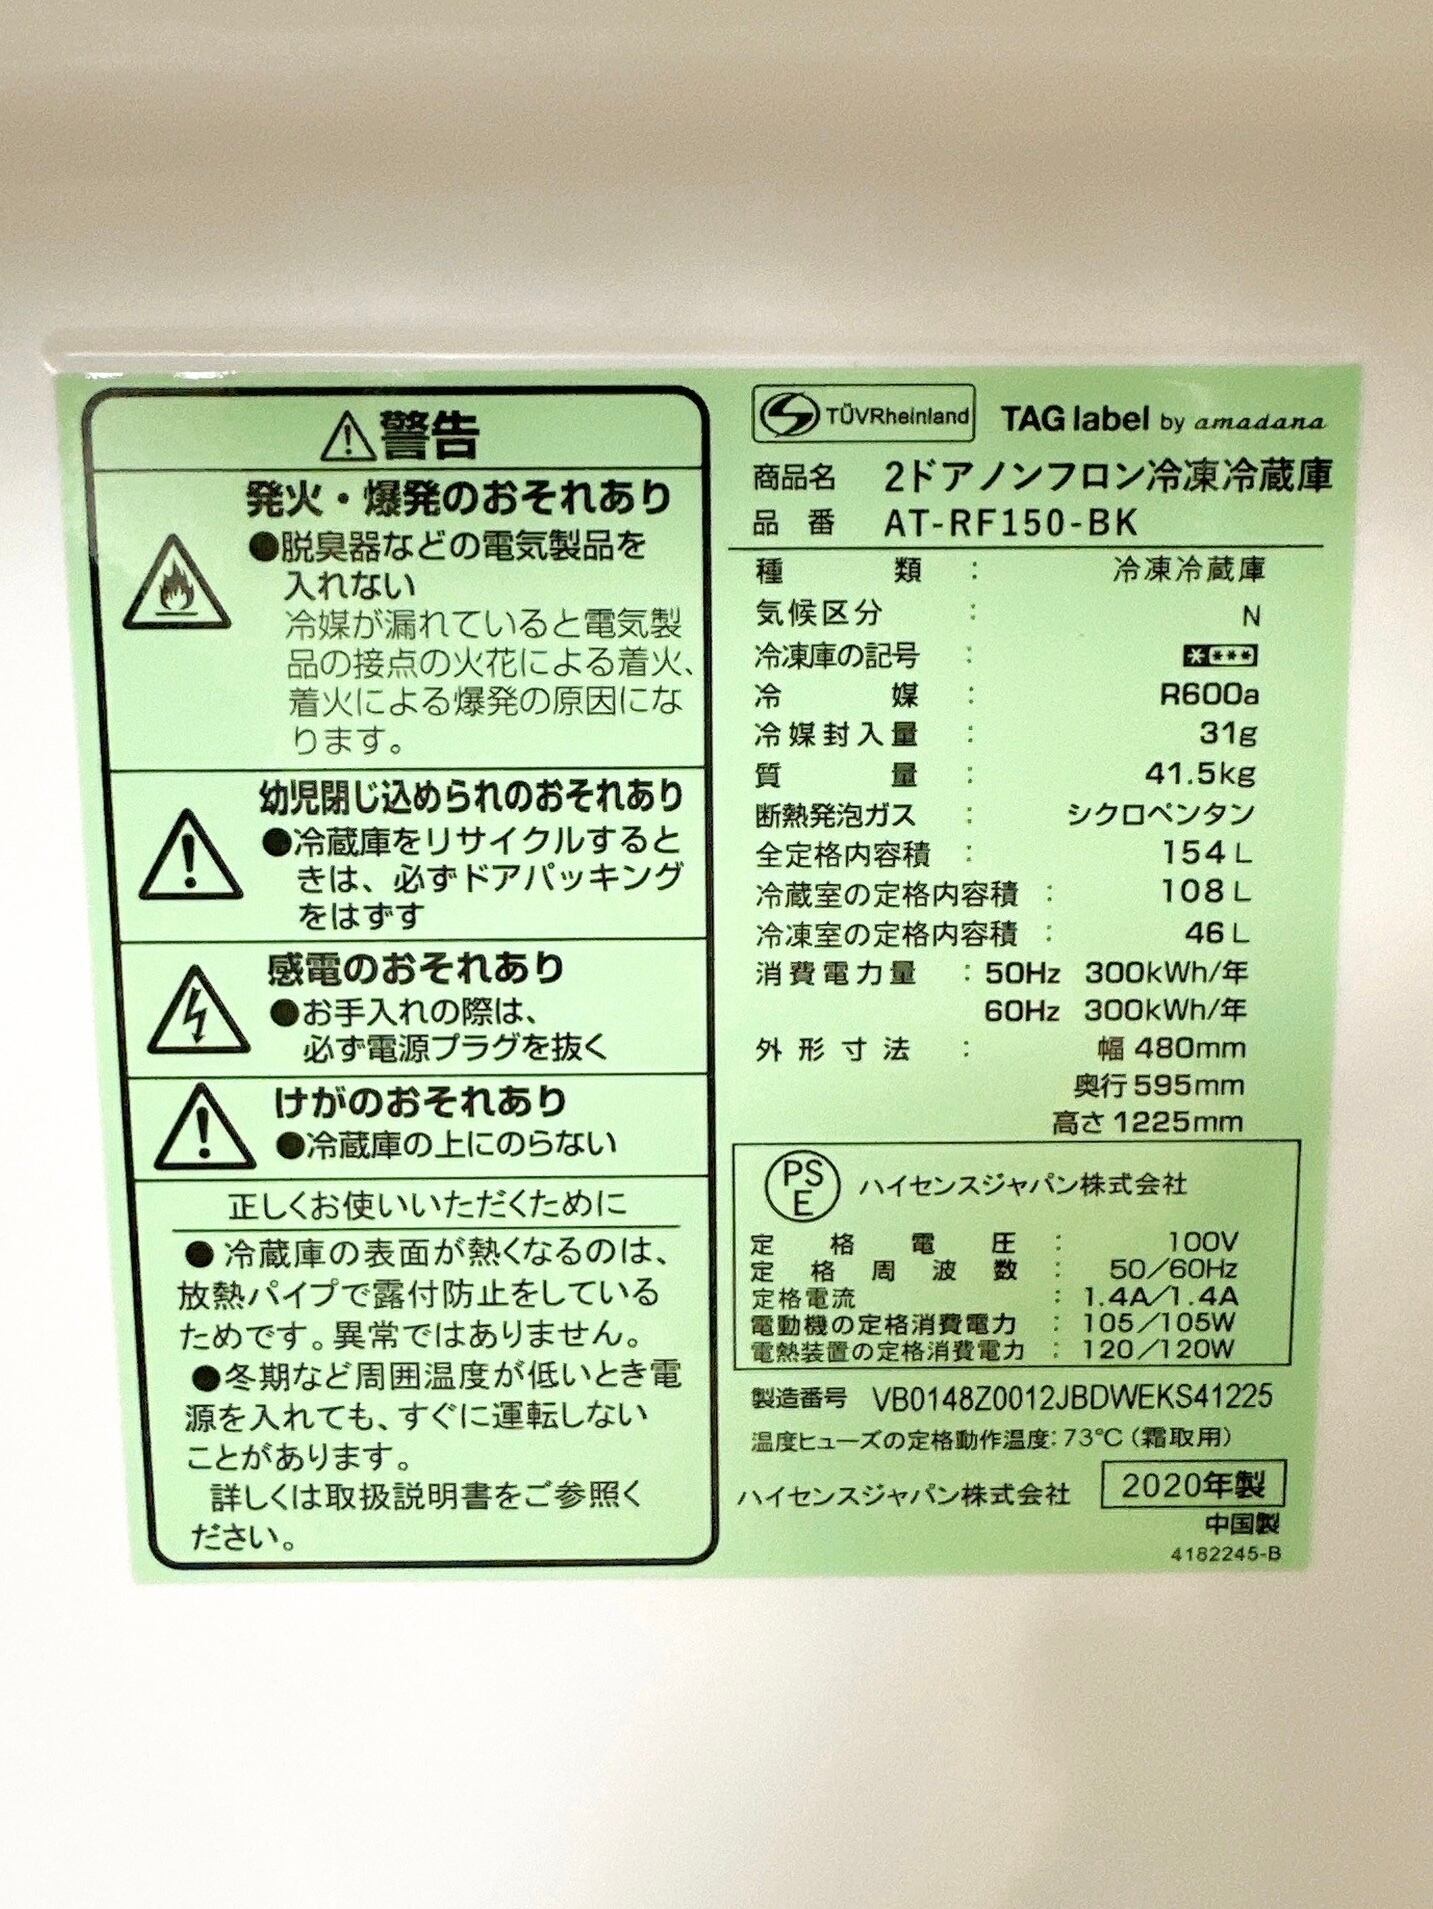 ⚠警告
発火・爆発のおそれあり
●脱臭器などの電気製品を
入れない
冷媒が漏れていると電気製
品の接点の火花による着火、
着火による爆発の原因にな
ります。
幼児閉じ込められのおそれあり
●冷蔵庫をリサイクルすると
きは、必ずドアパッキング
をはずす
感電のおそれあり
●お手入れの際は、
必ず電源プラグを抜く
けがのおそれあり
●冷蔵庫の上にのらない
正しくお使いいただくために
●冷蔵庫の表面が熱くなるのは、
放熱パイプで露付防止をしている
ためです。異常ではありません。
●冬期など周囲温度が低いとき電
源を入れても、すぐに運転しない
ことがあります。
詳しくは取扱説明書をご参照く
ださい。
TÜVRheinland TAG label by amadana
商品名 2ドアノンフロン冷凍冷蔵庫
品番 AT-RF150-BK
種類 : 冷凍冷蔵庫
気候区分 : N
冷凍庫の記号 : ****
冷媒 : R600a
冷媒封入量 : 31g
質量 : 41.5kg
断熱発泡ガス : シクロペンタン
全定格内容積 : 154L
冷蔵室の定格内容積 : 108L
冷凍室の定格内容積 : 46L
消費電力量 : 50Hz 300kWh/年
60Hz 300kWh/年
外形寸法 : 幅480mm
奥行595mm
高さ1225mm
PSE ハイセンスジャパン株式会社
定格電圧 : 100V
定格周波数 : 50/60Hz
定格電流 : 1.4A/1.4A
電動機の定格消費電力 : 105/105W
電熱装置の定格消費電力 : 120/120W
製造番号 VB0148Z0012JBDWEKS41225
温度ヒューズの定格動作温度:73℃(霜取用)
ハイセンスジャパン株式会社 2020年製
中国製
4182245-B